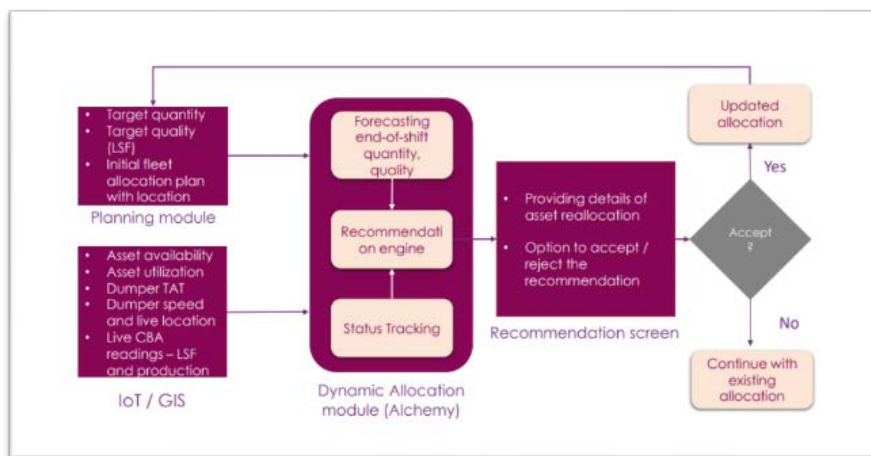 • Target quantity
• Target quality
(LSF)
• Initial fleet
allocation plan
with location
Planning module
• Asset availability
• Asset utilization
• Dumper TAT
• Dumper speed
and live location
• Live CBA
readings – LSF
and production
IoT / GIS
Forecasting
end-of-shift
quantity,
quality
Recommendati
on engine
Status Tracking
Dynamic Allocation
module (Alchemy)
• Providing details of
asset reallocation
• Option to accept /
reject the
recommendation
Recommendation screen
Accept
?
Yes
Updated
allocation
No
Continue with
existing
allocation